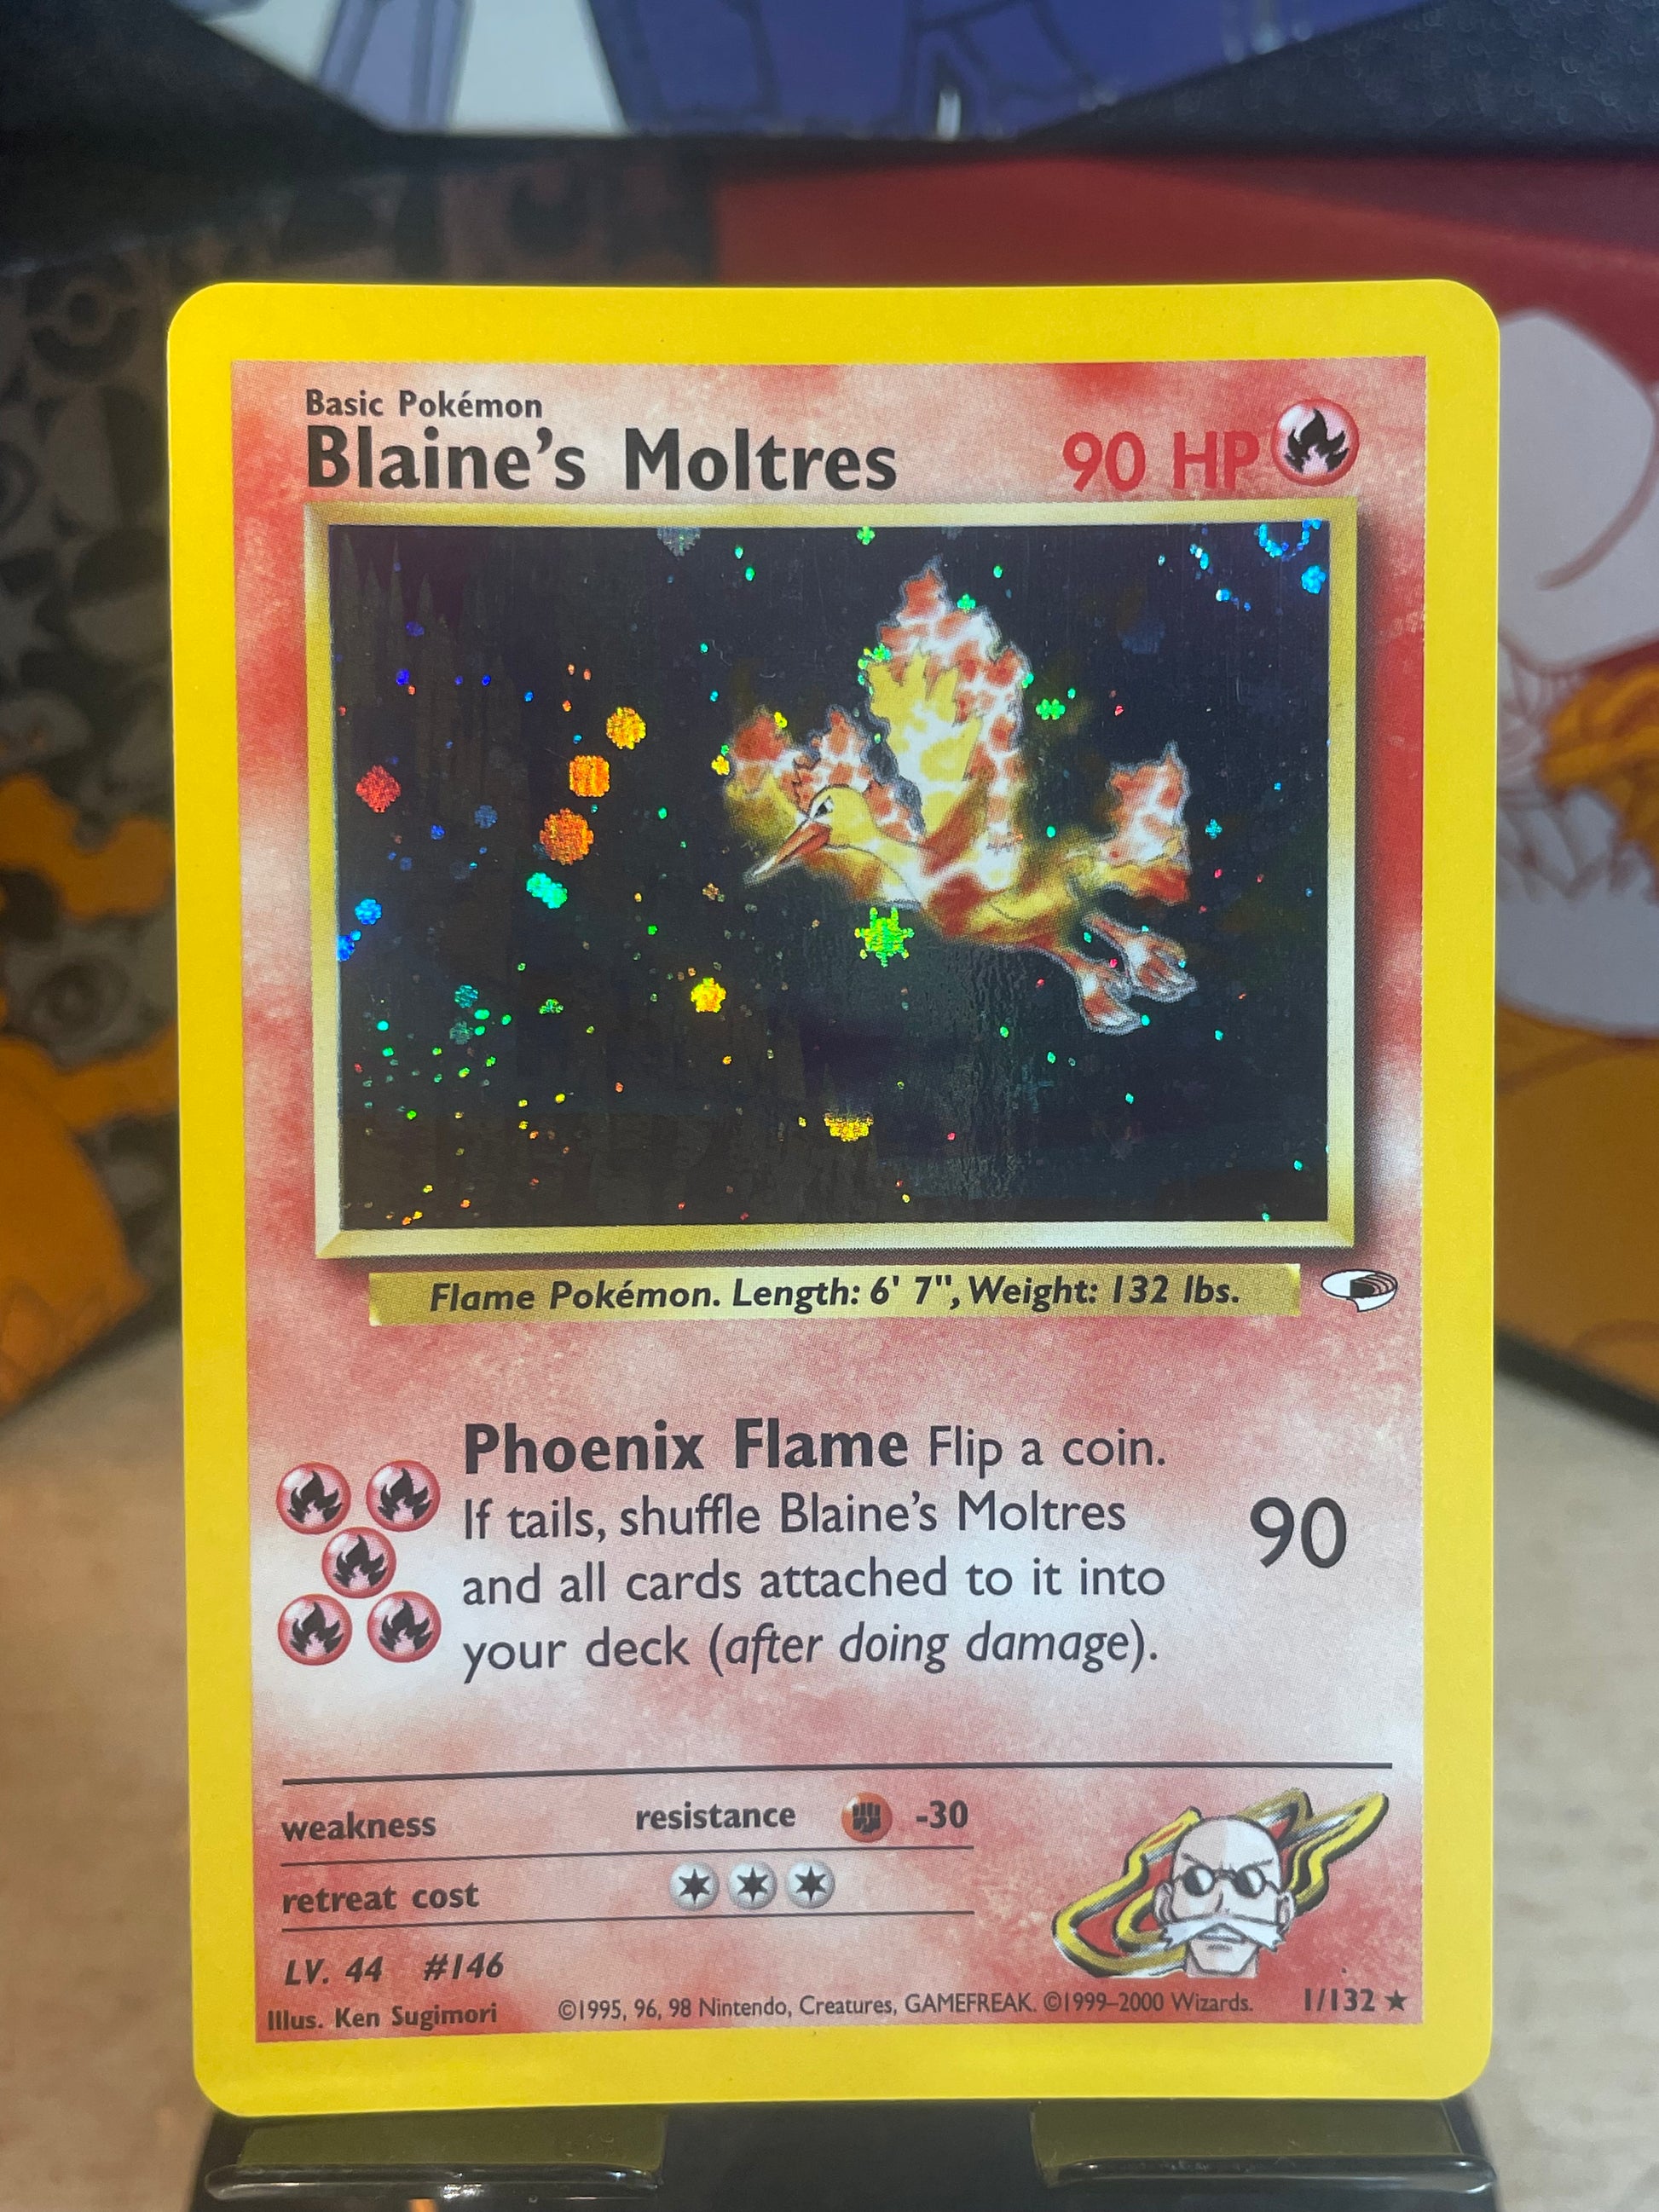 Basic Pokémon
Blaine's Moltres 90 HP
Flame Pokémon. Length: 6' 7", Weight: 132 lbs.
Phoenix Flame Flip a coin.
If tails, shuffle Blaine's Moltres
and all cards attached to it into
your deck (after doing damage).
90
weakness resistance -30
retreat cost
LV. 44 #146
Illus. Ken Sugimori ©1995, 96, 98 Nintendo, Creatures, GAMEFREAK. ©1999–2000 Wizards. 1/132 ★